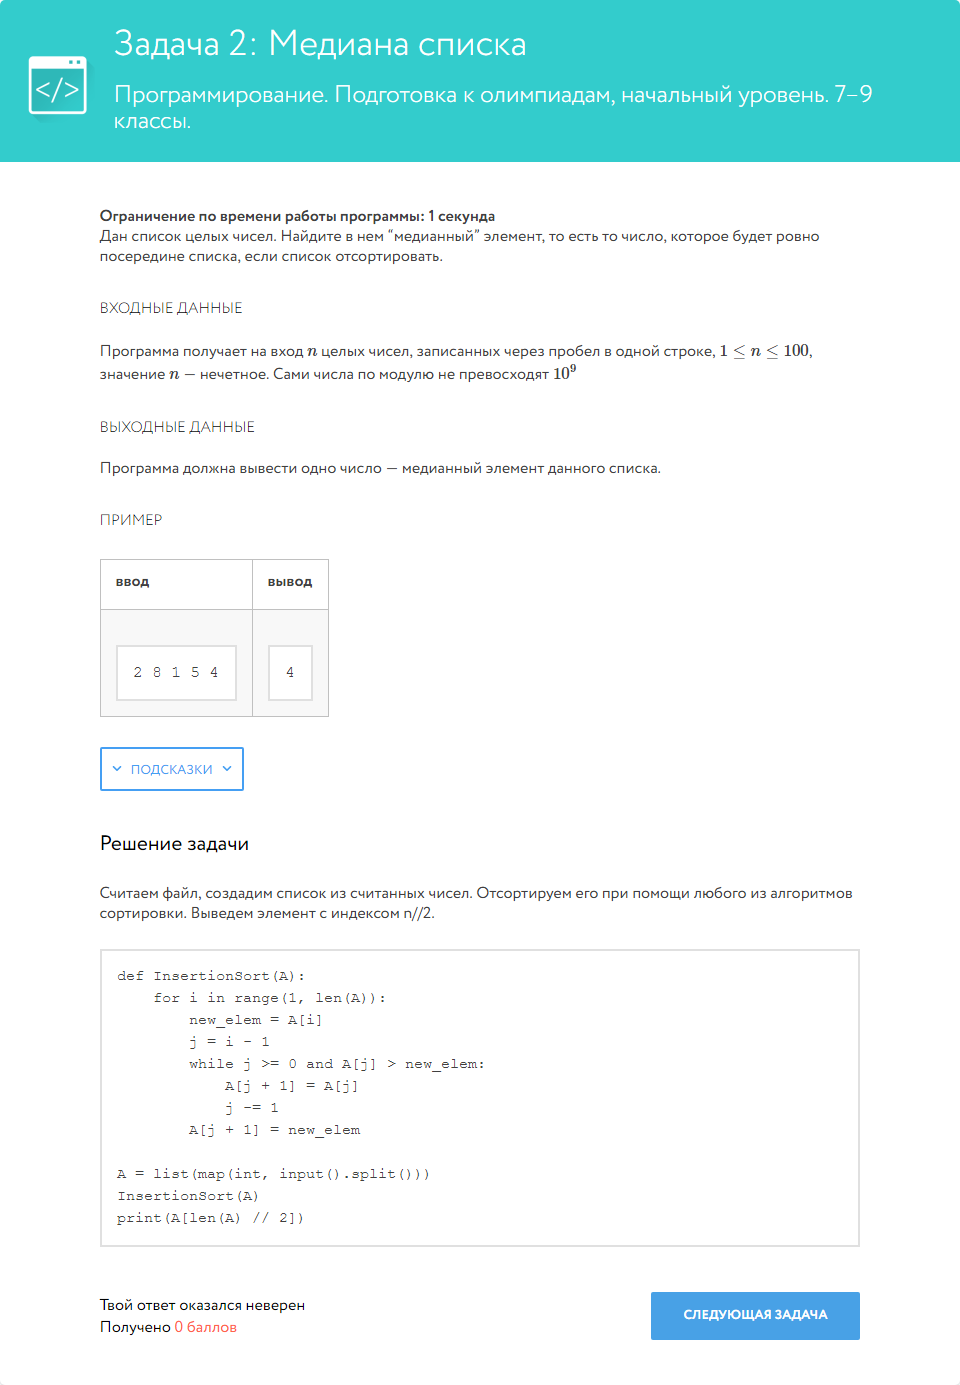 Задача 2: Медиана списка
</>
Программирование. Подготовка к олимпиадам, начальный уровень. 7–9
классы.
Ограничение по времени работы программы: 1 секунда
Дан список целых чисел. Найдите в нем “медианный” элемент, то есть то число, которое будет ровно
посередине списка, если список отсортировать.
ВХОДНЫЕ ДАННЫЕ
Программа получает на вход n целых чисел, записанных через пробел в одной строке, 1 ≤ n ≤ 100,
значение n — нечетное. Сами числа по модулю не превосходят 10⁹
ВЫХОДНЫЕ ДАННЫЕ
Программа должна вывести одно число — медианный элемент данного списка.
ПРИМЕР
ввод вывод
2 8 1 5 4 4
ПОДСКАЗКИ
Решение задачи
Считаем файл, создадим список из считанных чисел. Отсортируем его при помощи любого из алгоритмов
сортировки. Выведем элемент с индексом n//2.
def InsertionSort(A):
    for i in range(1, len(A)):
        new_elem = A[i]
        j = i - 1
        while j >= 0 and A[j] > new_elem:
            A[j + 1] = A[j]
            j -= 1
        A[j + 1] = new_elem
A = list(map(int, input().split()))
InsertionSort(A)
print(A[len(A) // 2])
Твой ответ оказался неверен
Получено 0 баллов
СЛЕДУЮЩАЯ ЗАДАЧА